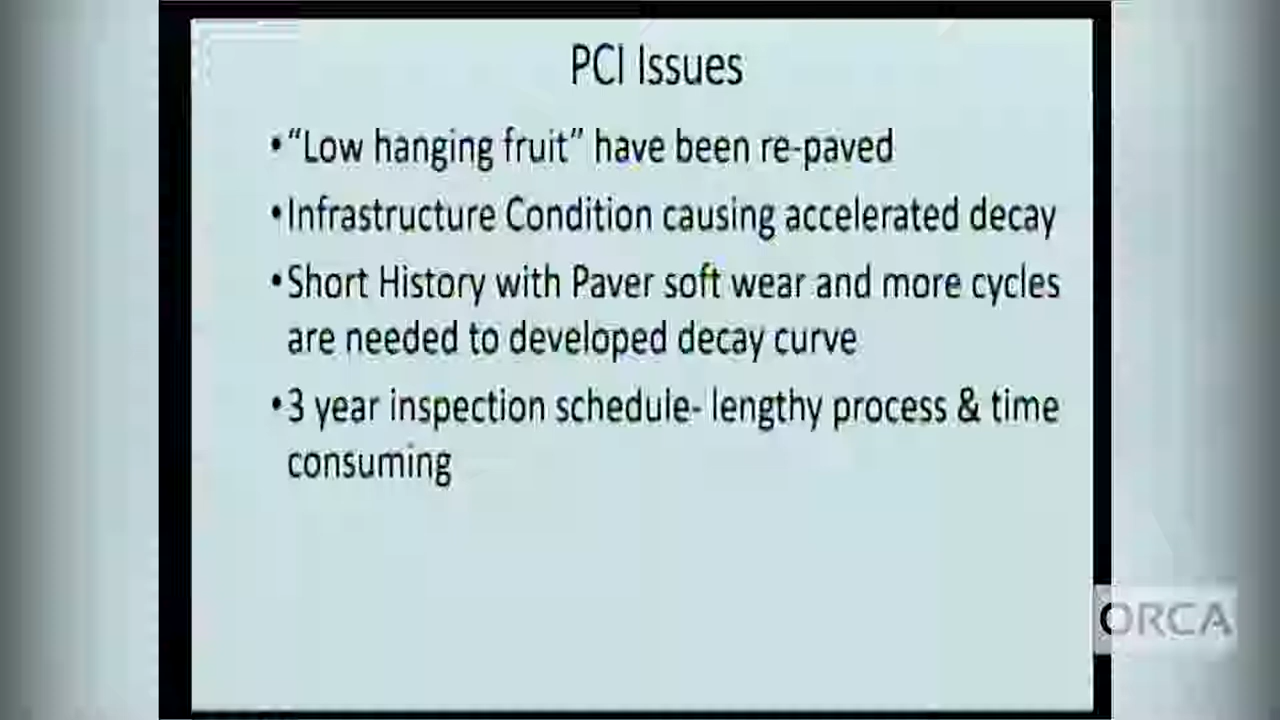 PCI Issues
•“Low hanging fruit” have been re-paved
•Infrastructure Condition causing accelerated decay
•Short History with Paver soft wear and more cycles
are needed to developed decay curve
•3 year inspection schedule- lengthy process & time
consuming
ORCA